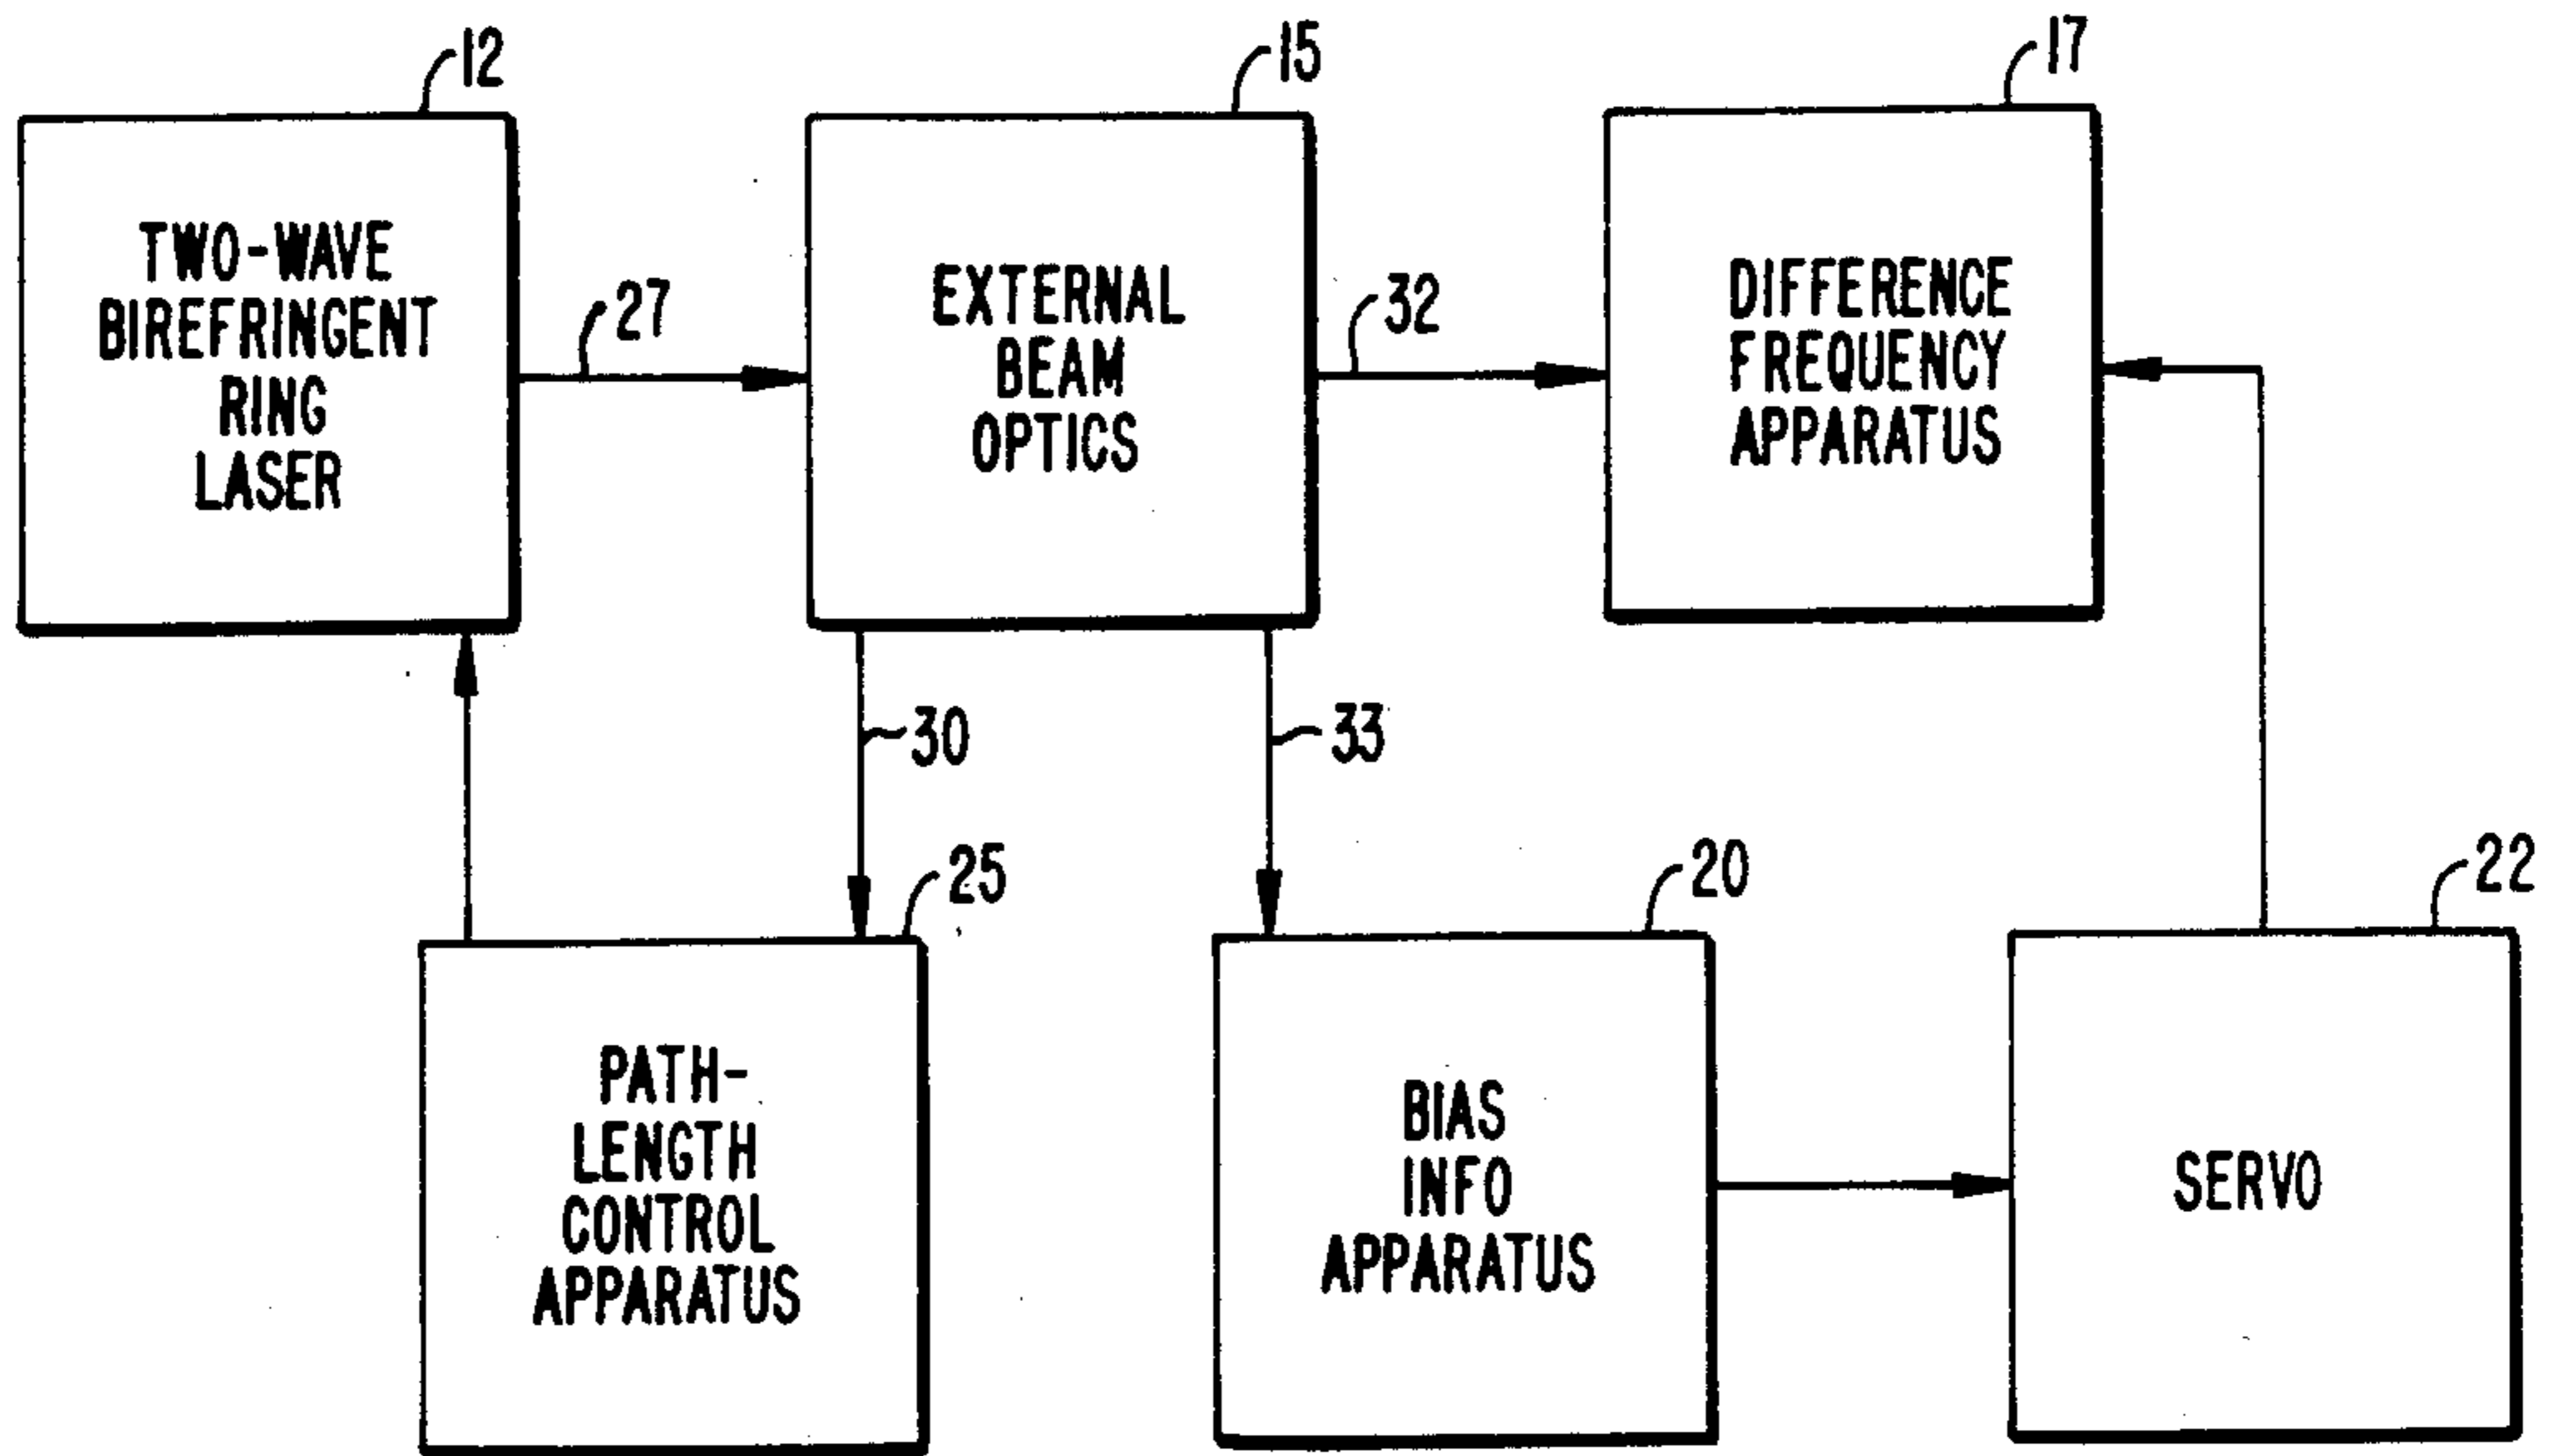 12
15
17
TWO-WAVE
BIREFRINGENT
RING
LASER
27
EXTERNAL
BEAM
OPTICS
32
DIFFERENCE
FREQUENCY
APPARATUS
30
33
25
20
22
PATH-
LENGTH
CONTROL
APPARATUS
BIAS
INFO
APPARATUS
SERVO